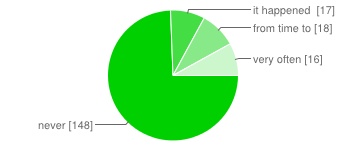 it happened [17]
from time to [18]
very often [16]
never [148]